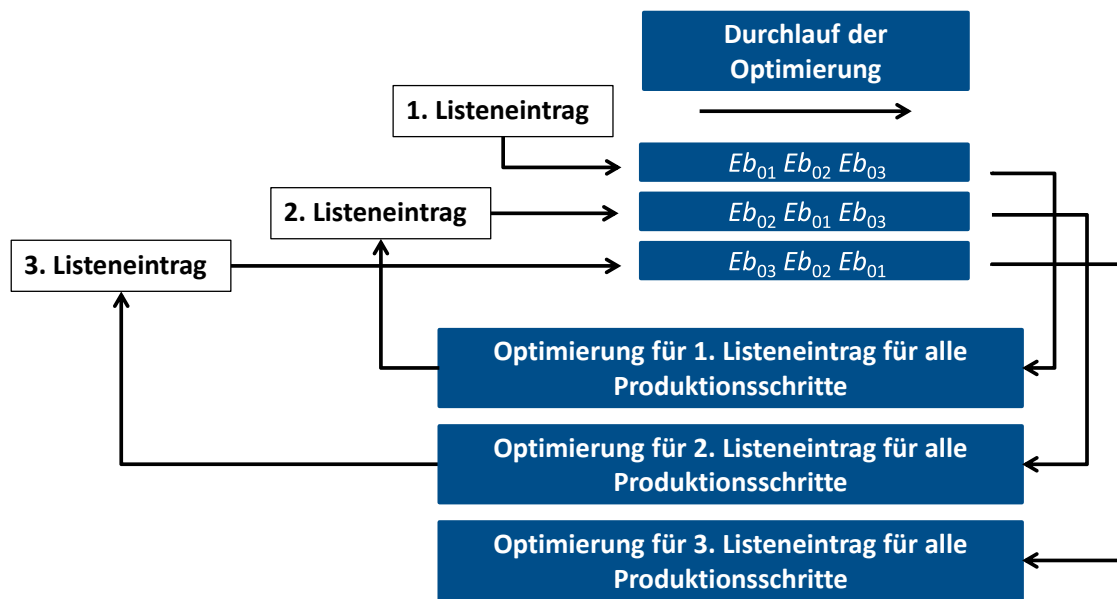 Durchlauf der
Optimierung
1. Listeneintrag
Eb01 Eb02 Eb03
2. Listeneintrag
Eb02 Eb01 Eb03
3. Listeneintrag
Eb03 Eb02 Eb01
Optimierung für 1. Listeneintrag für alle
Produktionsschritte
Optimierung für 2. Listeneintrag für alle
Produktionsschritte
Optimierung für 3. Listeneintrag für alle
Produktionsschritte